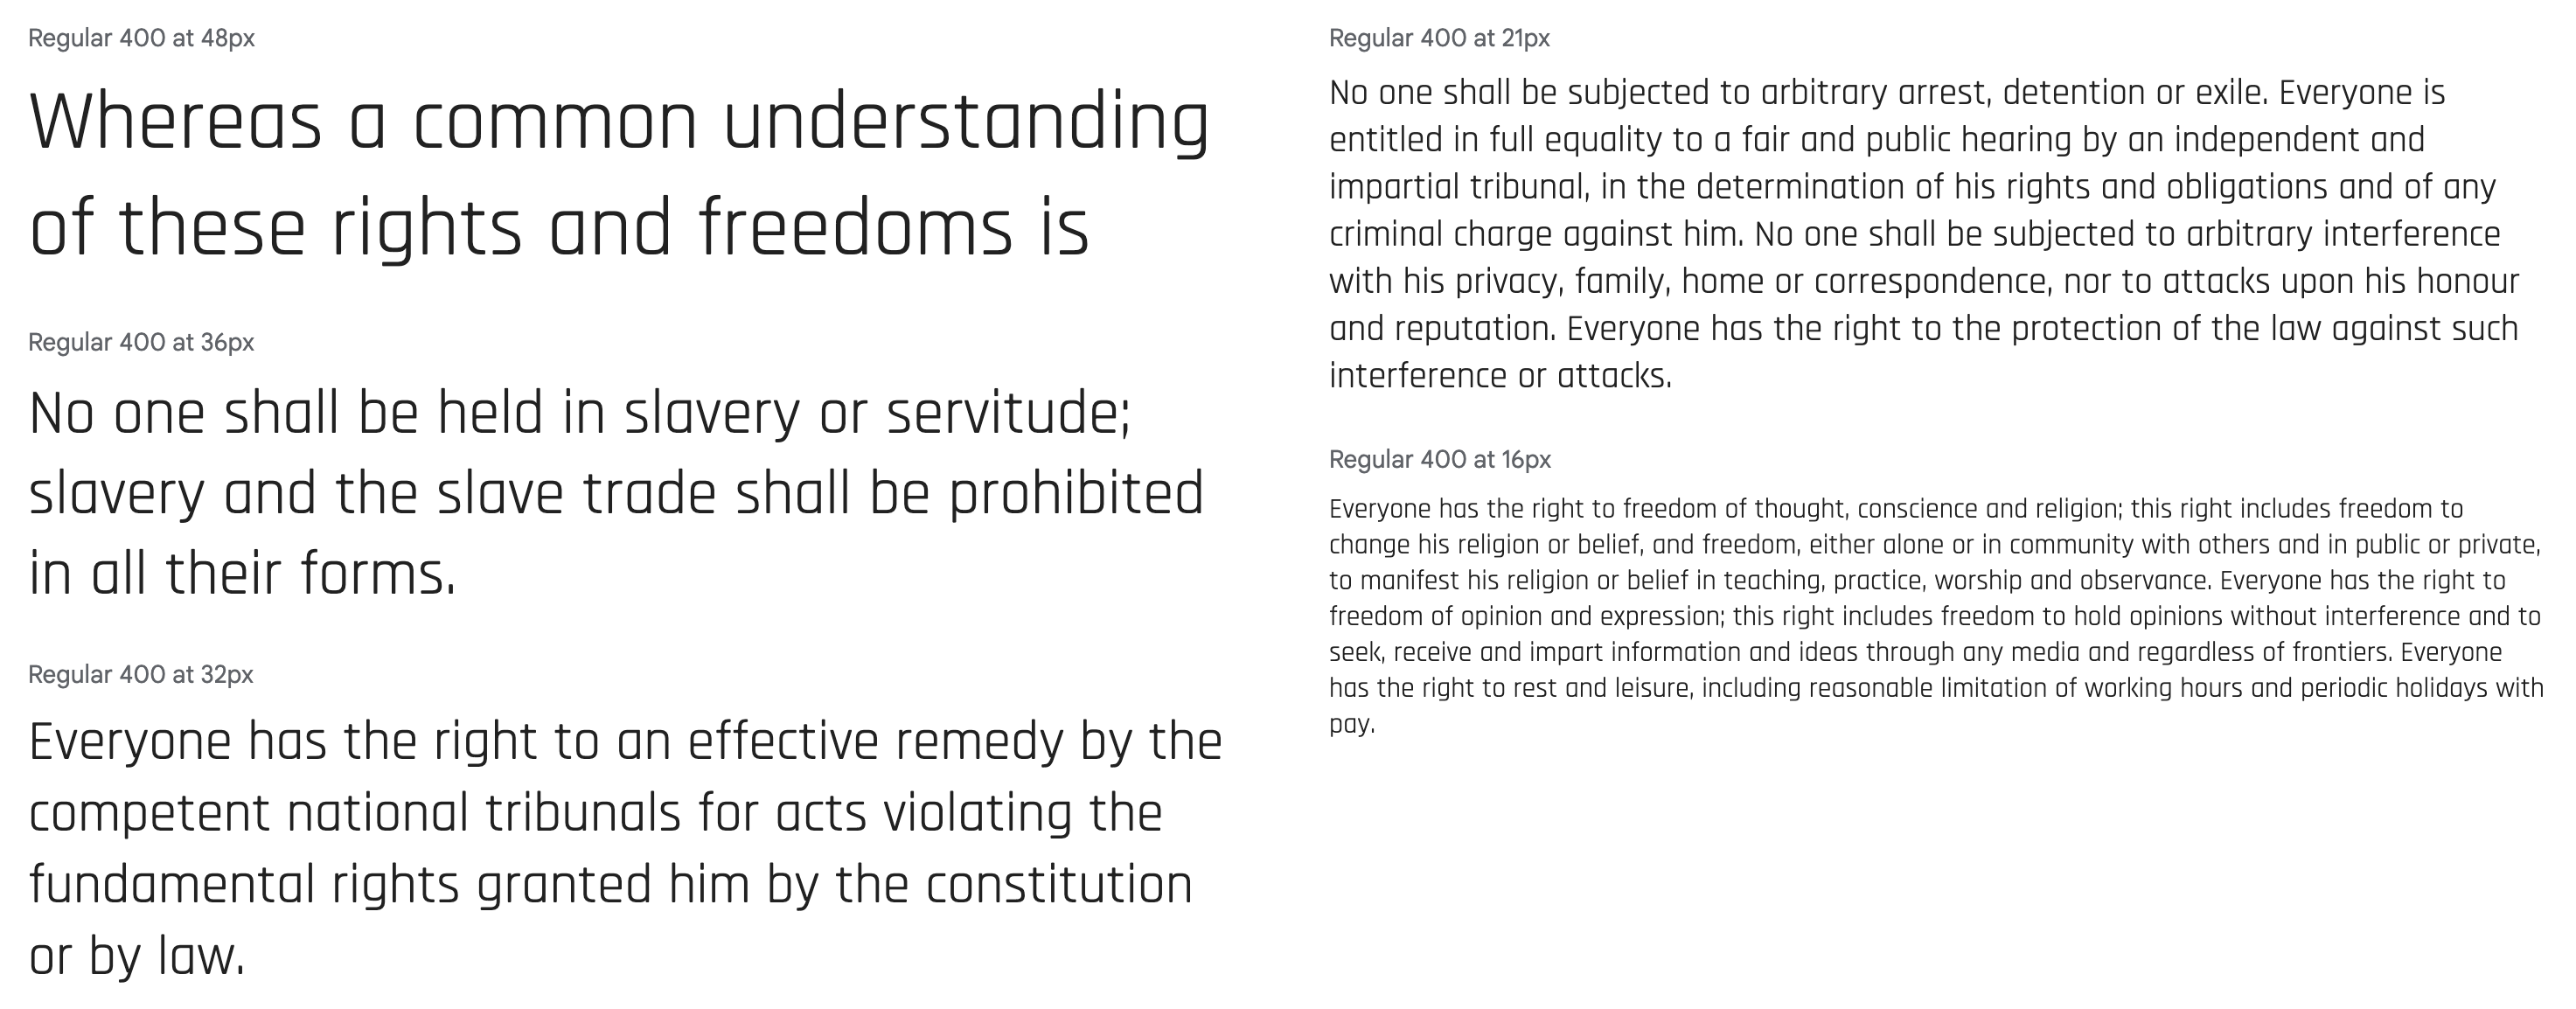 Regular 400 at 48px
Whereas a common understanding
of these rights and freedoms is
Regular 400 at 36px
No one shall be held in slavery or servitude;
slavery and the slave trade shall be prohibited
in all their forms.
Regular 400 at 32px
Everyone has the right to an effective remedy by the
competent national tribunals for acts violating the
fundamental rights granted him by the constitution
or by law.
Regular 400 at 21px
No one shall be subjected to arbitrary arrest, detention or exile. Everyone is
entitled in full equality to a fair and public hearing by an independent and
impartial tribunal, in the determination of his rights and obligations and of any
criminal charge against him. No one shall be subjected to arbitrary interference
with his privacy, family, home or correspondence, nor to attacks upon his honour
and reputation. Everyone has the right to the protection of the law against such
interference or attacks.
Regular 400 at 16px
Everyone has the right to freedom of thought, conscience and religion; this right includes freedom to
change his religion or belief, and freedom, either alone or in community with others and in public or private,
to manifest his religion or belief in teaching, practice, worship and observance. Everyone has the right to
freedom of opinion and expression; this right includes freedom to hold opinions without interference and to
seek, receive and impart information and ideas through any media and regardless of frontiers. Everyone
has the right to rest and leisure, including reasonable limitation of working hours and periodic holidays with
pay.